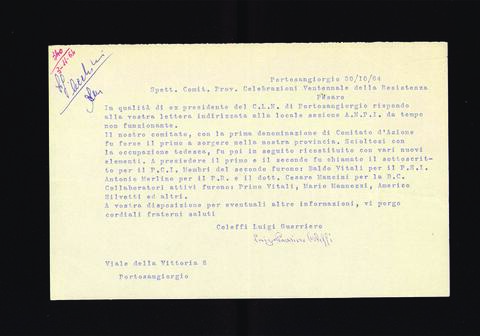 Portosangiorgio 30/10/64
Spett. Comit. Prov. Celebrazioni Ventennale della Resistenza
Pesaro
In qualità di ex presidente del C.L.N. di Portosangiorgio rispondo
alla vostra lettera indirizzata alla locale sezione A.N.P.I. da tempo
non funzionante.
Il nostro comitato, con la prima denominazione di Comitato d'Azione
fu forse il primo a sorgere nella nostra provincia. Scioltosi con
la occupazione tedesca, fu poi in seguito ricostituito con vari nuovi
elementi. A presiedere il primo e il secondo fu chiamato il sottoscrit-
to per il P.C.I. Membri del secondo furono: Baldo Vitali per il P.S.I.
Antonio Merlino per il P.R. e il dott. Cesare Mancini per la D.C.
Collaboratori attivi furono: Primo Vitali, Mario Mannozzi, Americo
Silvetti ed altri.
A vostra disposizione per eventuali altre informazioni, vi porgo
cordiali fraterni saluti
Coleffi Luigi Guerriero
Viale della Vittoria 8
Portosangiorgio